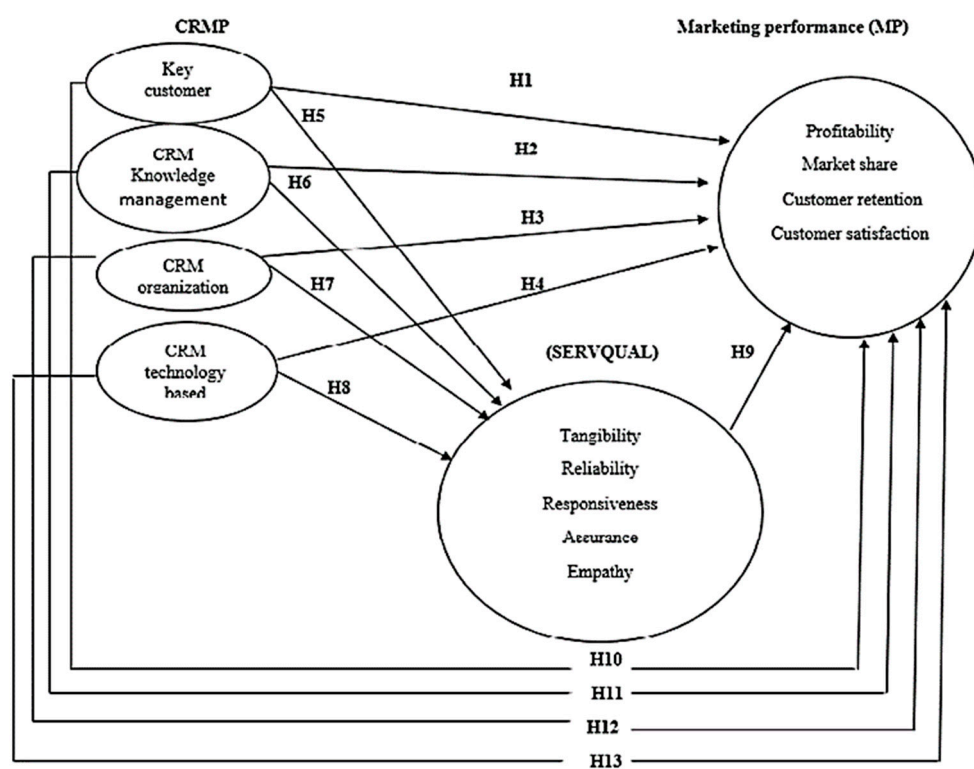 CRMP
Marketing performance (MP)
Key
customer
H1
H5
Profitability
Market share
Customer retention
Customer satisfaction
CRM
Knowledge
management
H2
H6
H3
CRM
organization
H7
H4
CRM
technology
based
H8
(SERVQUAL)
H9
Tangibility
Reliability
Responsiveness
Assurance
Empathy
H10
H11
H12
H13